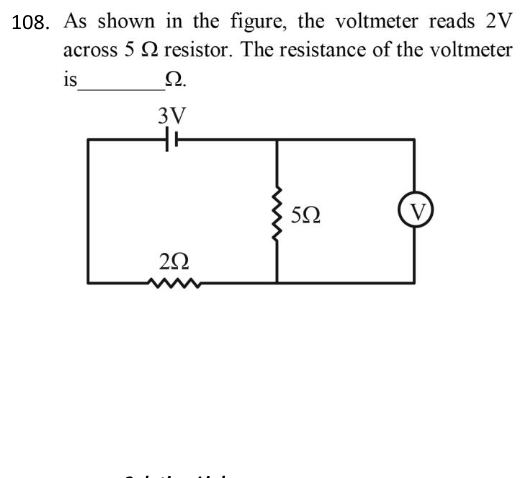 108. As shown in the figure, the voltmeter reads 2V
across 5 Ω resistor. The resistance of the voltmeter
is________Ω.
3V
5Ω
V
2Ω